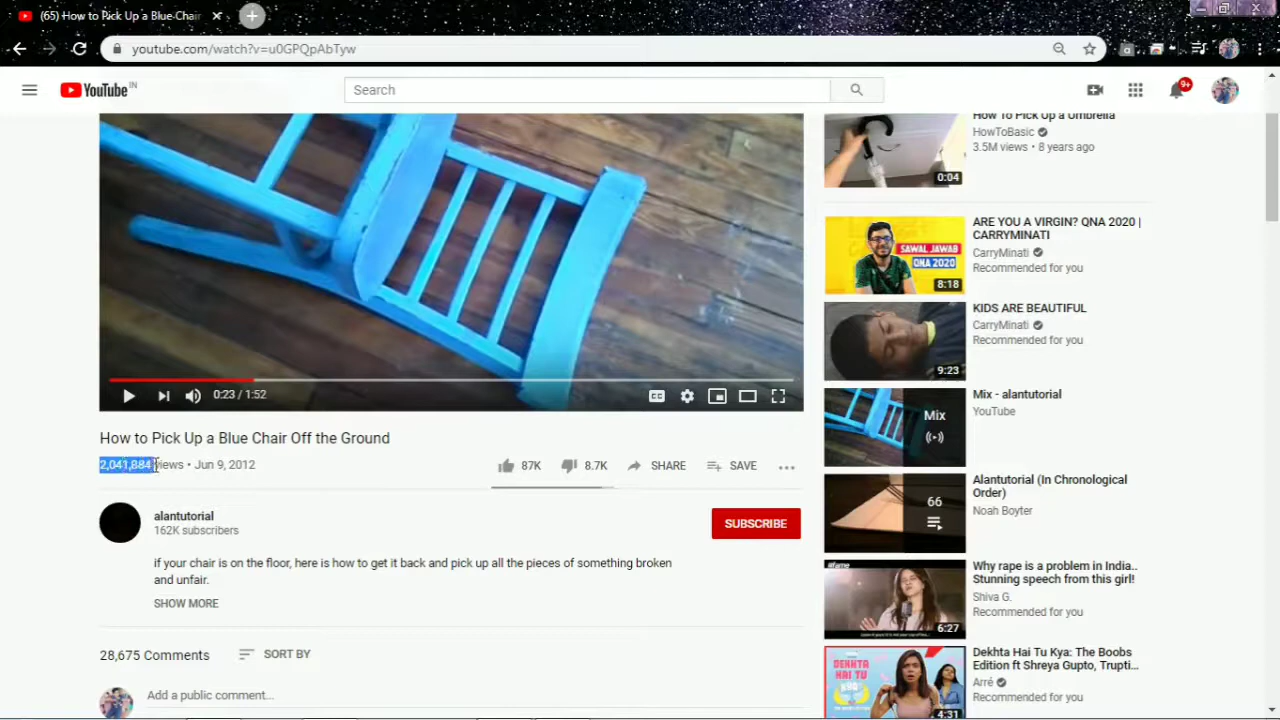 (65) How to Pick Up a Blue Chair
youtube.com/watch?v=u0GPQpAbTyw
YouTube IN
Search
9+
0:23 / 1:52
How to Pick Up a Blue Chair Off the Ground
2,041,884 views • Jun 9, 2012
87K 8.7K SHARE SAVE
alantutorial
162K subscribers
SUBSCRIBE
if your chair is on the floor, here is how to get it back and pick up all the pieces of something broken
and unfair.
SHOW MORE
28,675 Comments SORT BY
Add a public comment...
How To Pick Up a Umbrella
HowToBasic
3.5M views • 8 years ago
0:04
ARE YOU A VIRGIN? QNA 2020 |
CARRYMINATI
CarryMinati
Recommended for you
SAWAL JAWAB
QNA 2020
8:18
KIDS ARE BEAUTIFUL
CarryMinati
Recommended for you
9:23
Mix - alantutorial
YouTube
Mix
Alantutorial (In Chronological
Order)
Noah Boyter
66
Why rape is a problem in India..
Stunning speech from this girl!
Shiva G.
Recommended for you
#fame
6:27
Dekhta Hai Tu Kya: The Boobs
Edition ft Shreya Gupto, Trupti...
Arré
Recommended for you
DEKHTA
HAI TU
KYA
4:31